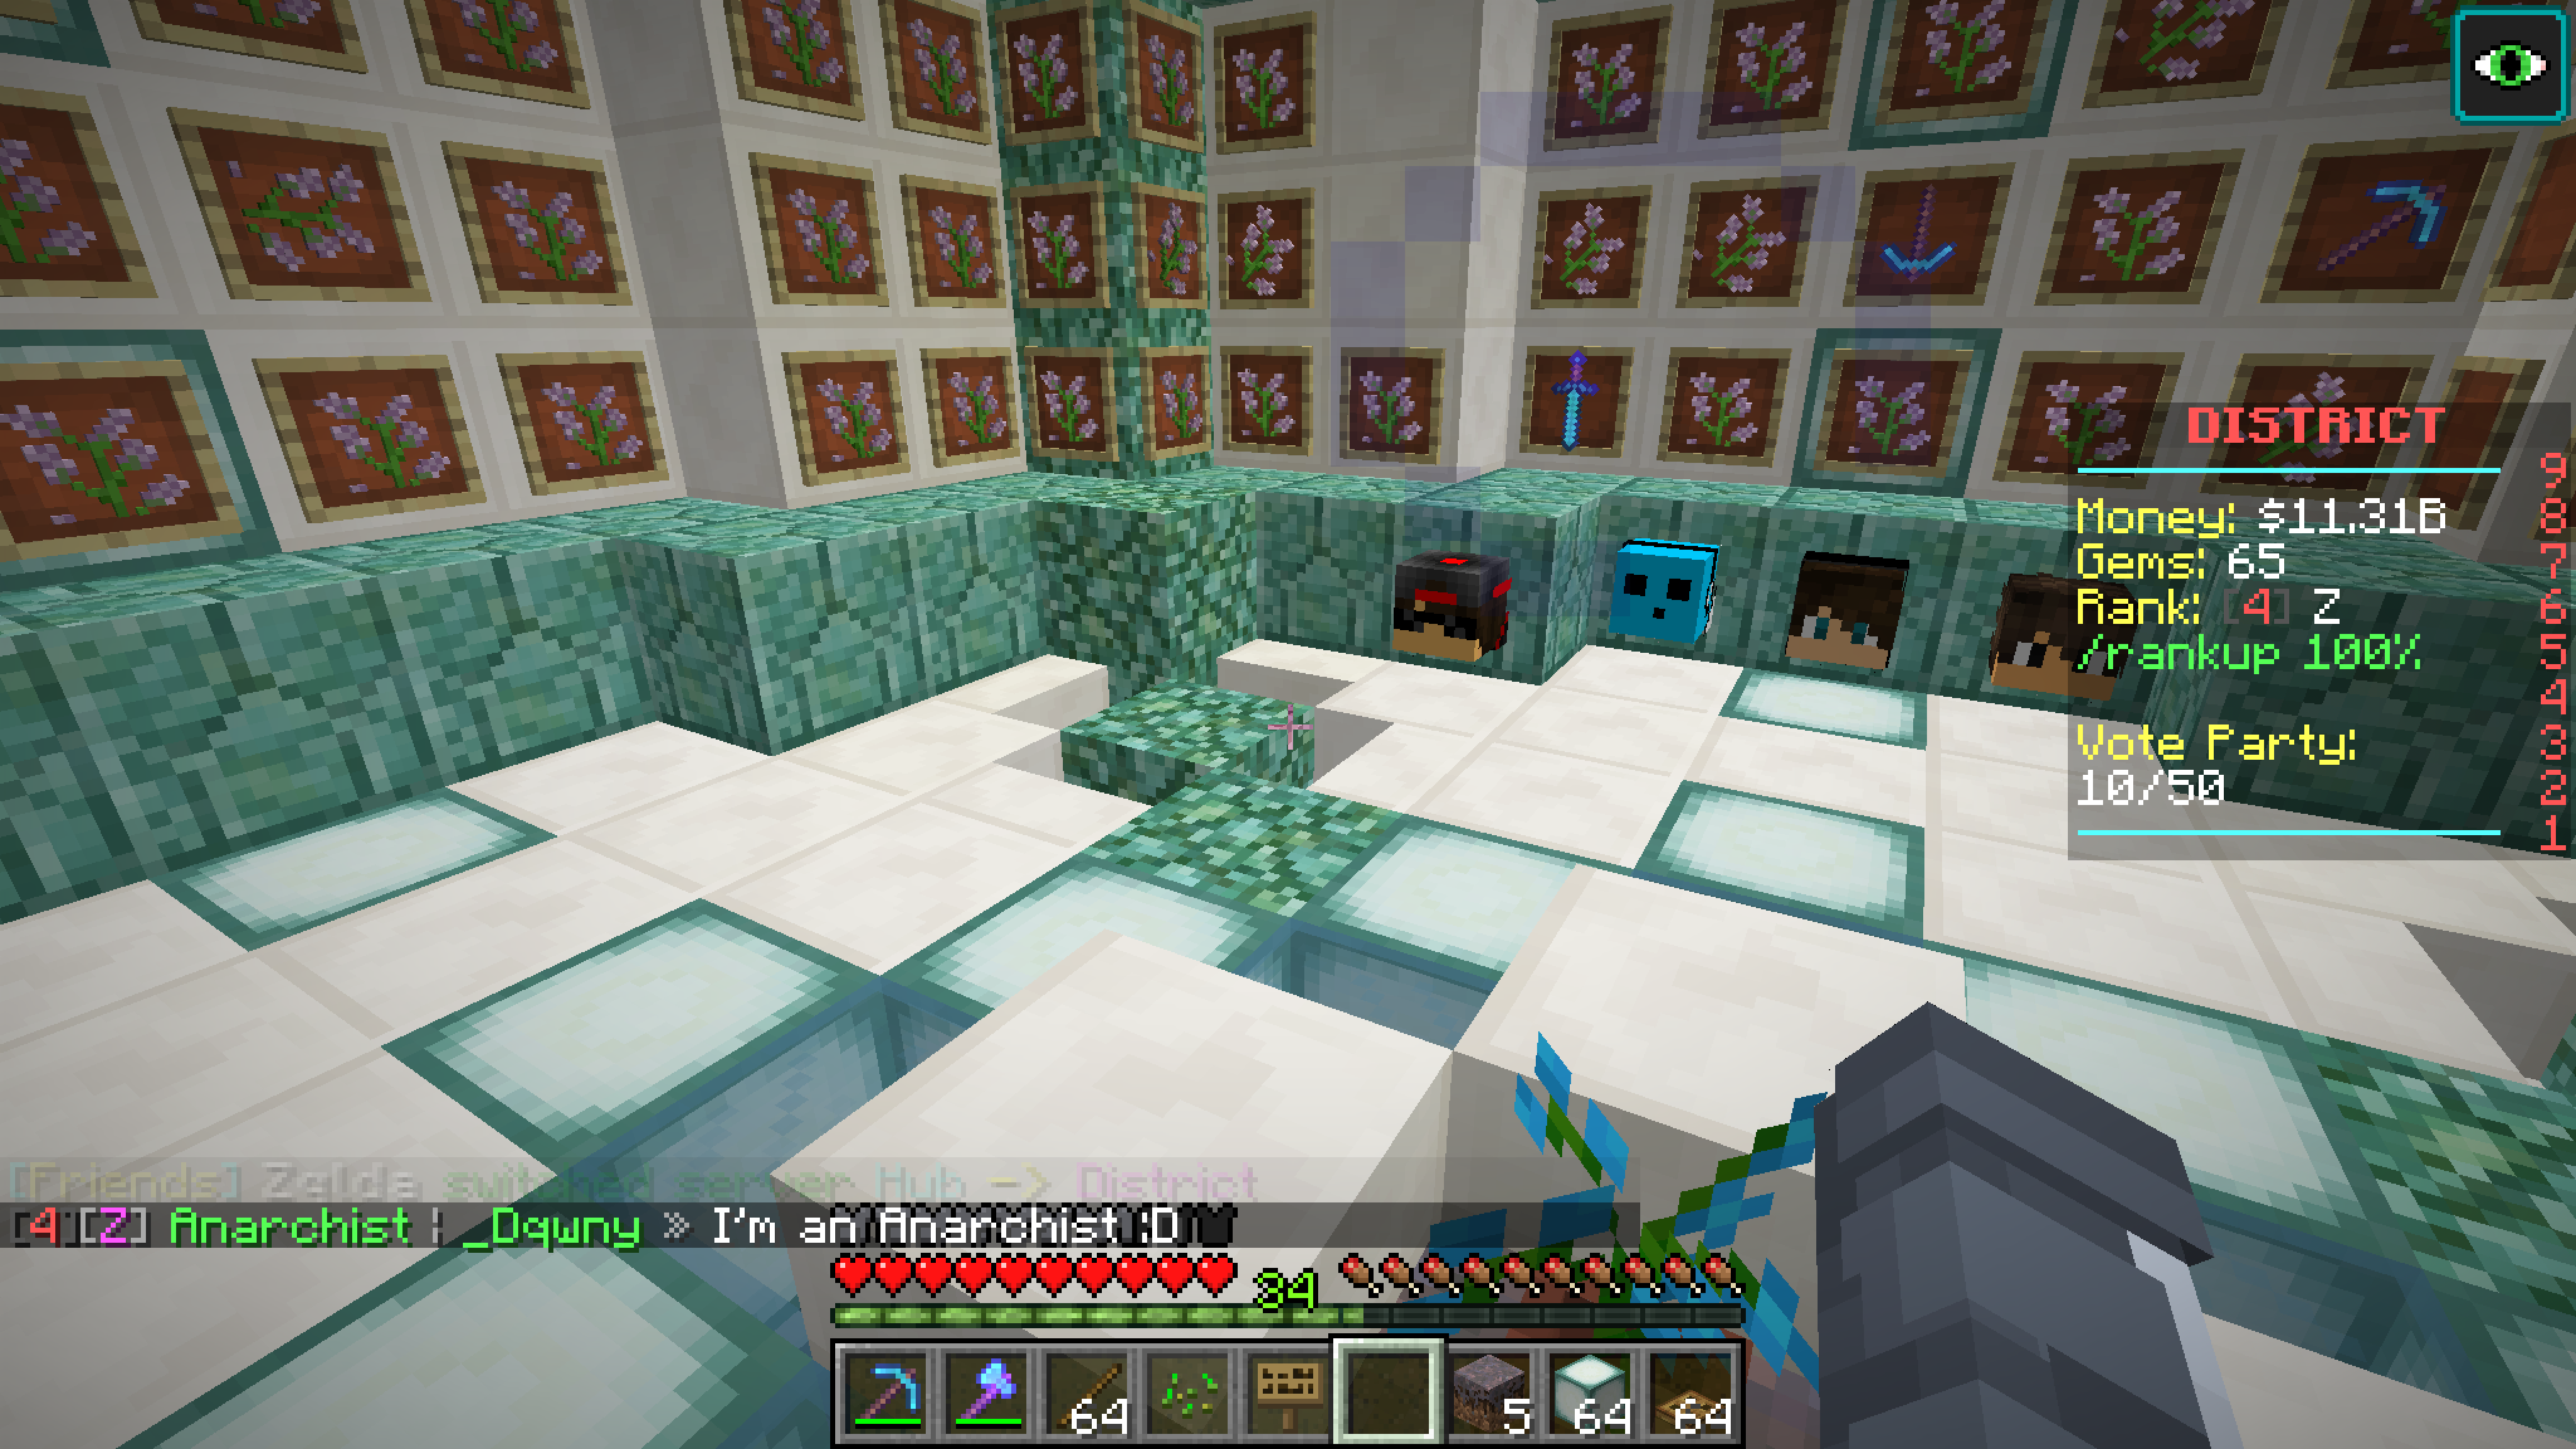 DISTRICT
9
Money: $11.31B 8
Gems: 65 7
Rank: [4] Z 6
/rankup 100% 5
4
Vote Party: 3
10/50 2
1
[Friends] Zelda switched server Hub -> District
[4][Z] Anarchist | _Dqwny » I'm an Anarchist :D
34
64 5 64 64